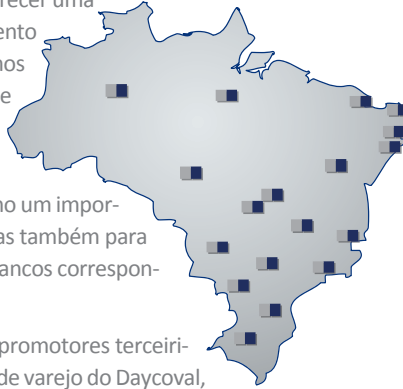 recer uma
ento
nos
e
no um impor-
as também para
ancos correspon-
promotores terceiri-
de varejo do Daycoval,